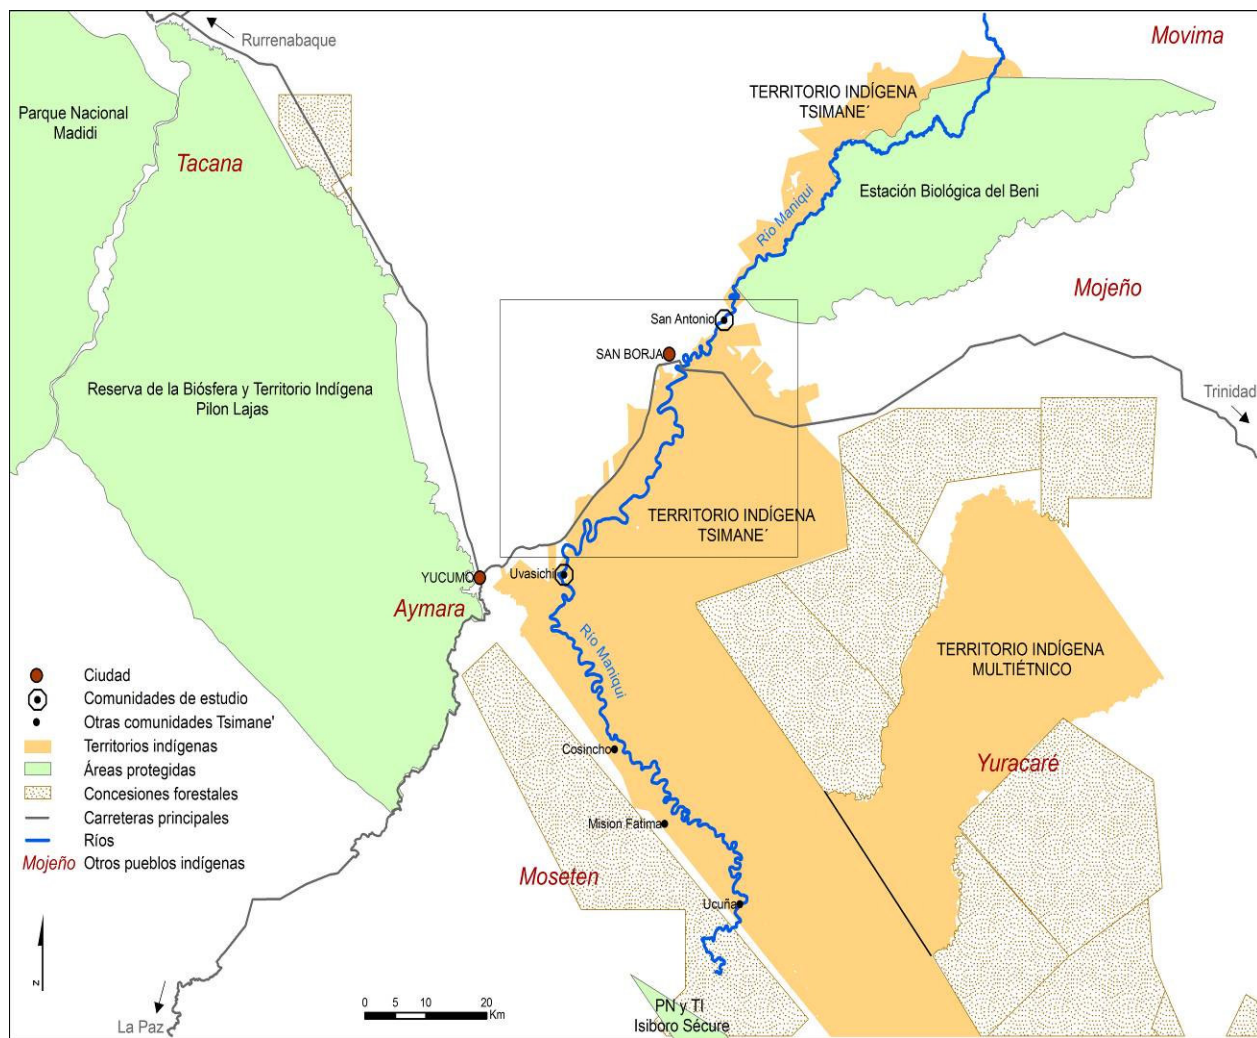 Rurrenabaque
Movima
Parque Nacional
Madidi
Tacana
TERRITORIO INDÍGENA
TSIMANE´
Estación Biológica del Beni
Río Maniqui
Mojeño
San Antonio
SAN BORJA
Reserva de la Biósfera y Territorio Indígena
Pilon Lajas
Trinidad
TERRITORIO INDÍGENA
TSIMANE´
Uvasichi
YUCUMO
Aymara
Río Maniqui
TERRITORIO INDÍGENA
MULTIÉTNICO
Cosincho
Yuracaré
Mision Fatima
Moseten
Ucuña
Ciudad
Comunidades de estudio
Otras comunidades Tsimane'
Territorios indígenas
Áreas protegidas
Concesiones forestales
Carreteras principales
Ríos
Mojeño Otros pueblos indígenas
N
La Paz
0 5 10 20
Km
PN y TI
Isiboro Sécure